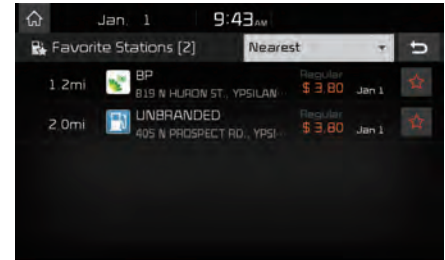 Jan. 1 9:43AM
Favorite Stations [2] Nearest
1.2mi BP Regular
819 N HURON ST., YPSILAN··· $ 3.80 Jan 1
2.0mi UNBRANDED Regular
405 N PROSPECT RD., YPSI··· $ 3.80 Jan 1